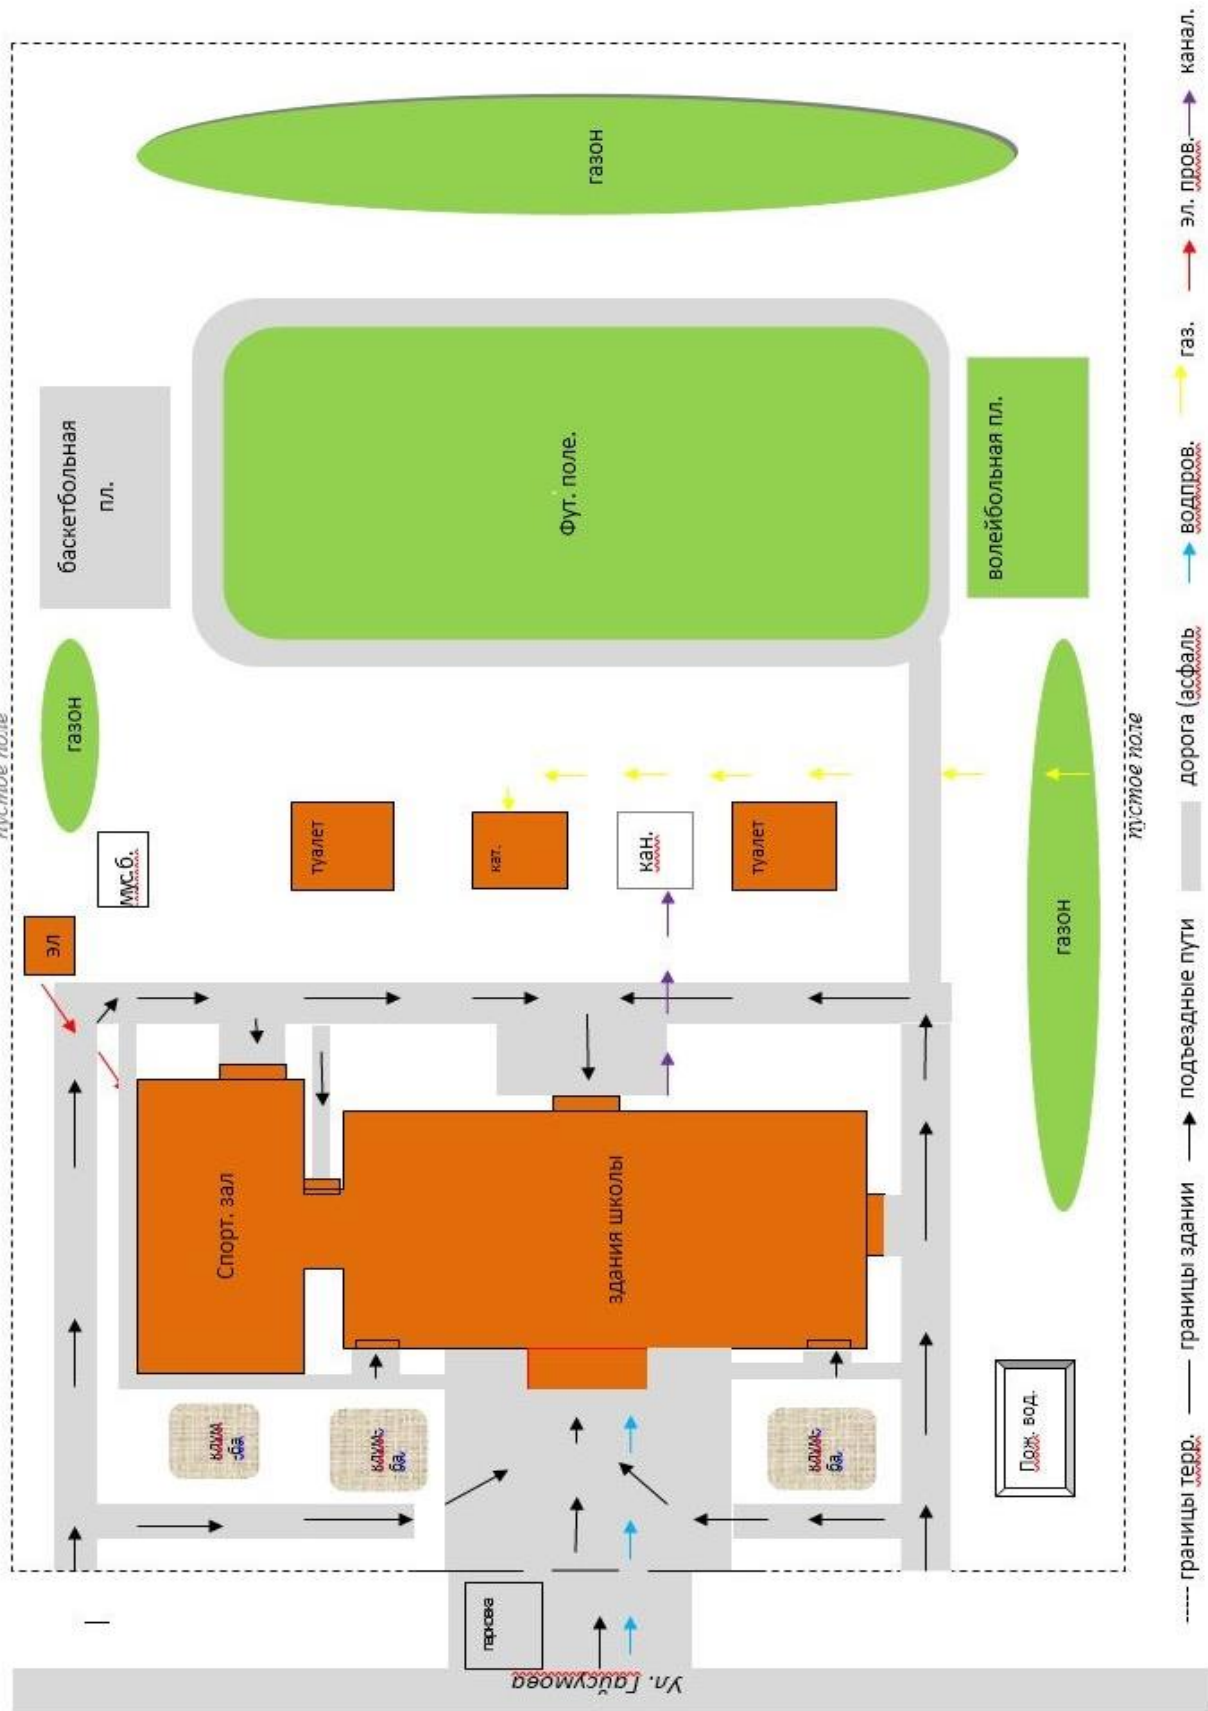 пустое поле
газон
баскетбольная
пл.
Фут. поле.
волейбольная пл.
газон
мус.б.
эл
туалет
кат.
кан.
туалет
газон
пустое поле
Спорт. зал
здания школы
клум
ба
клум-
ба
клум-
ба
Пож. вод.
парковка
Ул. Гайсумова
границы терр.
границы здании
подъездные пути
дорога (асфаль
водпров.
газ.
эл. пров.
канал.